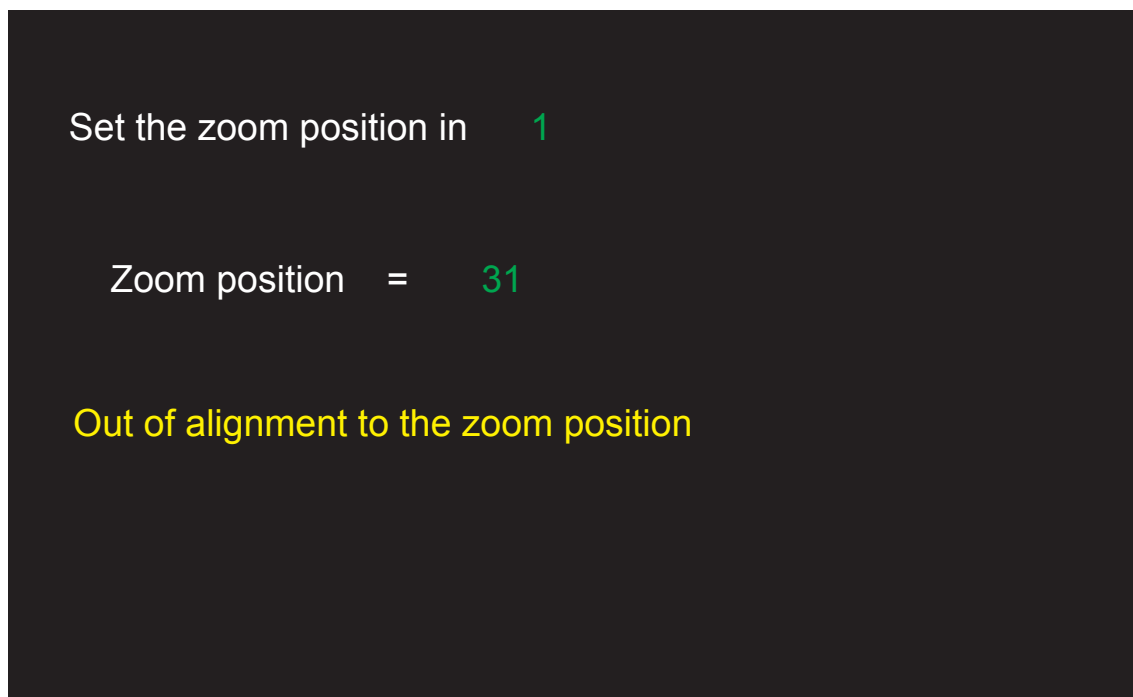 Set the zoom position in 1
Zoom position = 31
Out of alignment to the zoom position